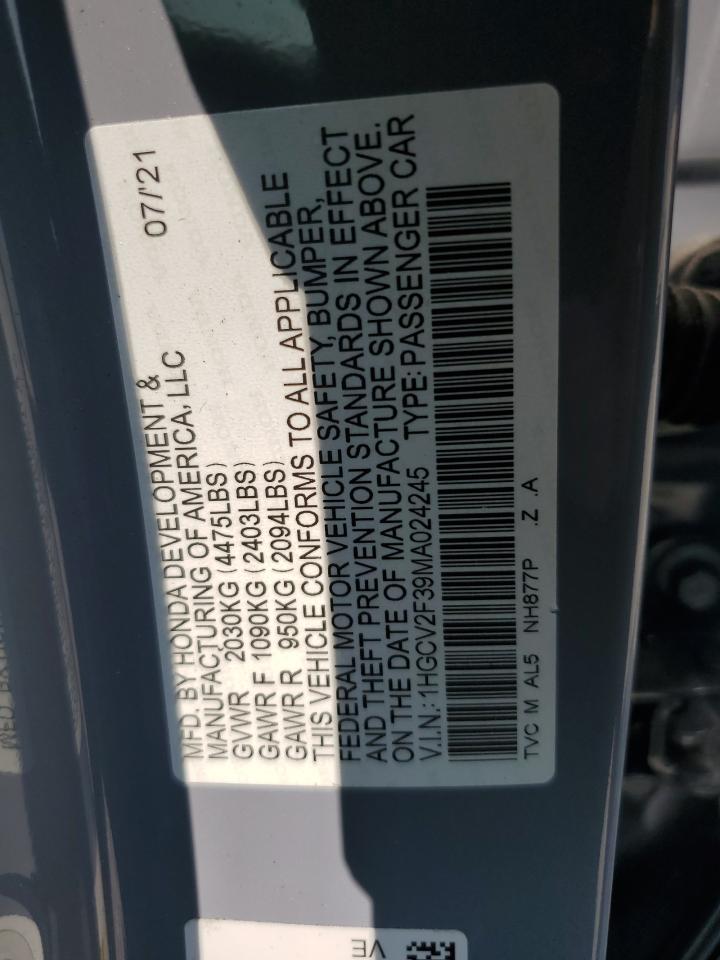 MFD. BY HONDA DEVELOPMENT & 07/'21
MANUFACTURING OF AMERICA, LLC
GVWR 2030KG (4475LBS)
GAWR F 1090KG (2403LBS)
GAWR R 950KG (2094LBS)
THIS VEHICLE CONFORMS TO ALL APPLICABLE
FEDERAL MOTOR VEHICLE SAFETY, BUMPER,
AND THEFT PREVENTION STANDARDS IN EFFECT
ON THE DATE OF MANUFACTURE SHOWN ABOVE.
V.I.N.: 1HGCV2F39MA024245 TYPE: PASSENGER CAR
TVC M AL5 NH877P .Z .A
VE